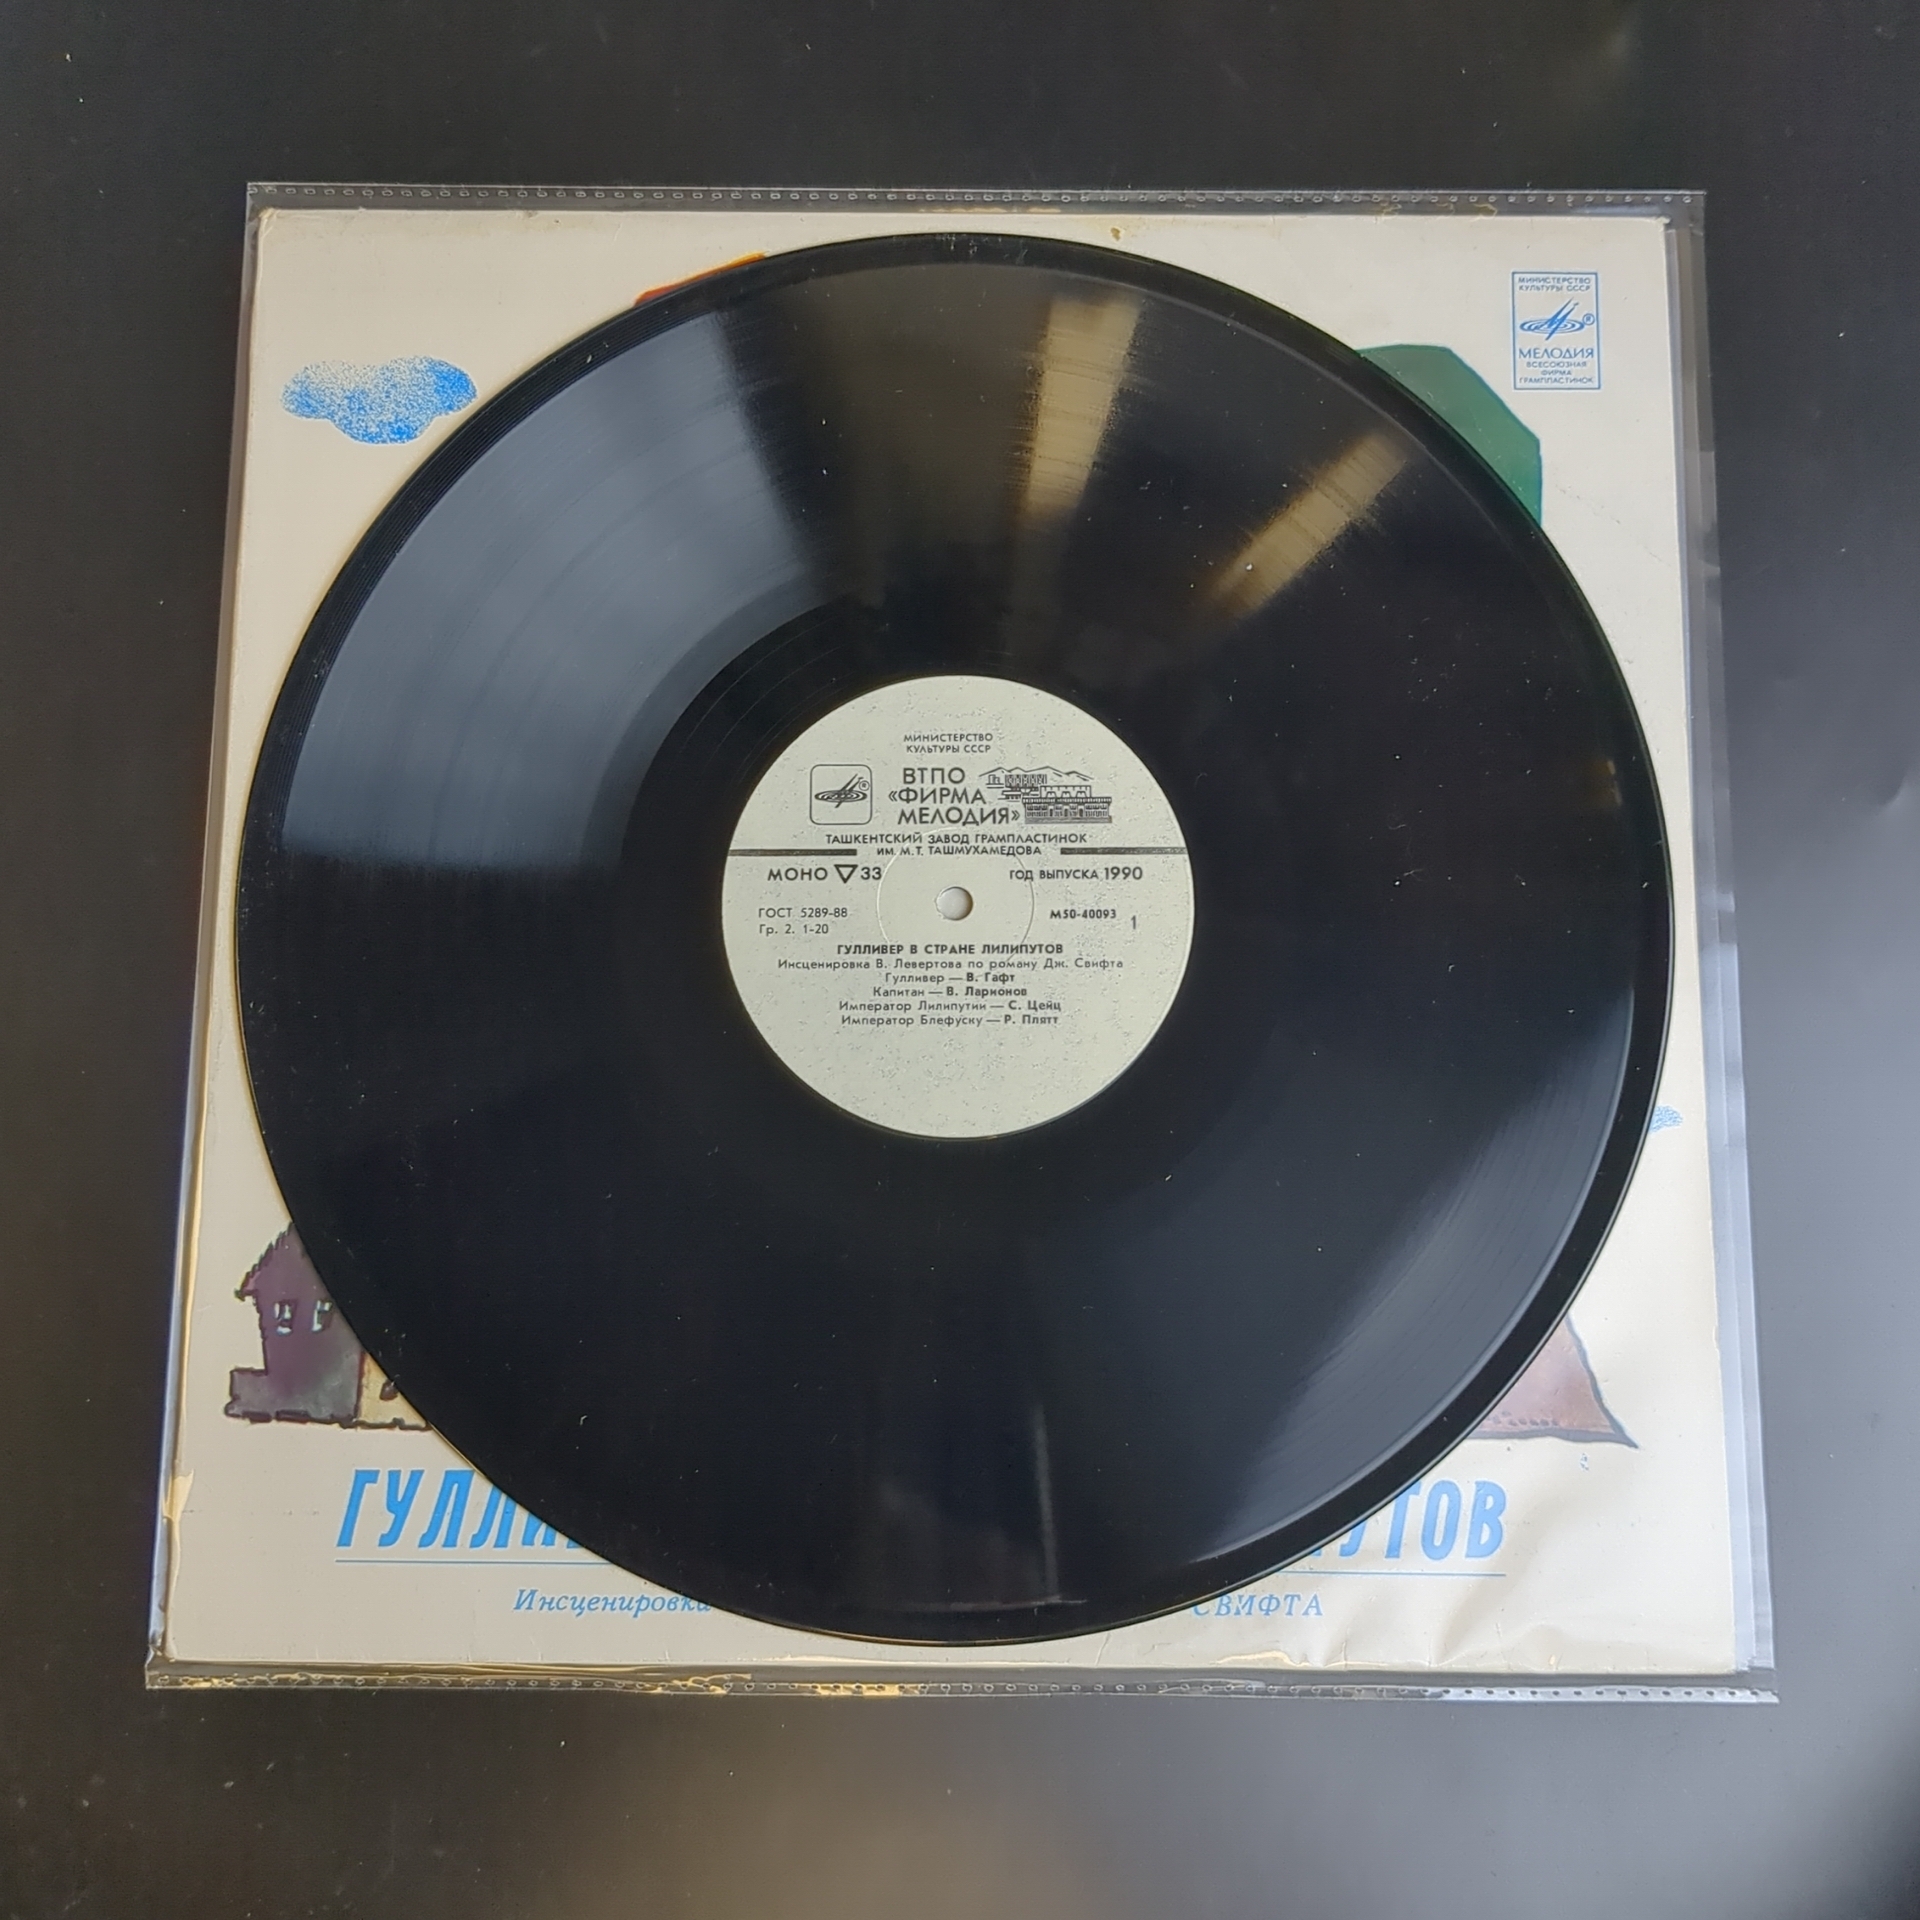 МИНИСТЕРСТВО
КУЛЬТУРЫ СССР
МЕЛОДИЯ
ВСЕСОЮЗНАЯ
ФИРМА
ГРАМПЛАСТИНОК
МИНИСТЕРСТВО
КУЛЬТУРЫ СССР
ВТПО
«ФИРМА
МЕЛОДИЯ»
ТАШКЕНТСКИЙ ЗАВОД ГРАМПЛАСТИНОК
ИМ. М.Т. ТАШМУХАМЕДОВА
МОНО 33 ГОД ВЫПУСКА 1990
ГОСТ 5289-88 М50-40093
Гр. 2. 1-20 1
ГУЛЛИВЕР В СТРАНЕ ЛИЛИПУТОВ
Инсценировка В. Левертова по роману Дж. Свифта
Гулливер — В. Гафт
Капитан — В. Ларионов
Император Лилипутии — С. Цейц
Император Блефуску — Р. Плятт
Инсценировка СВИФТА